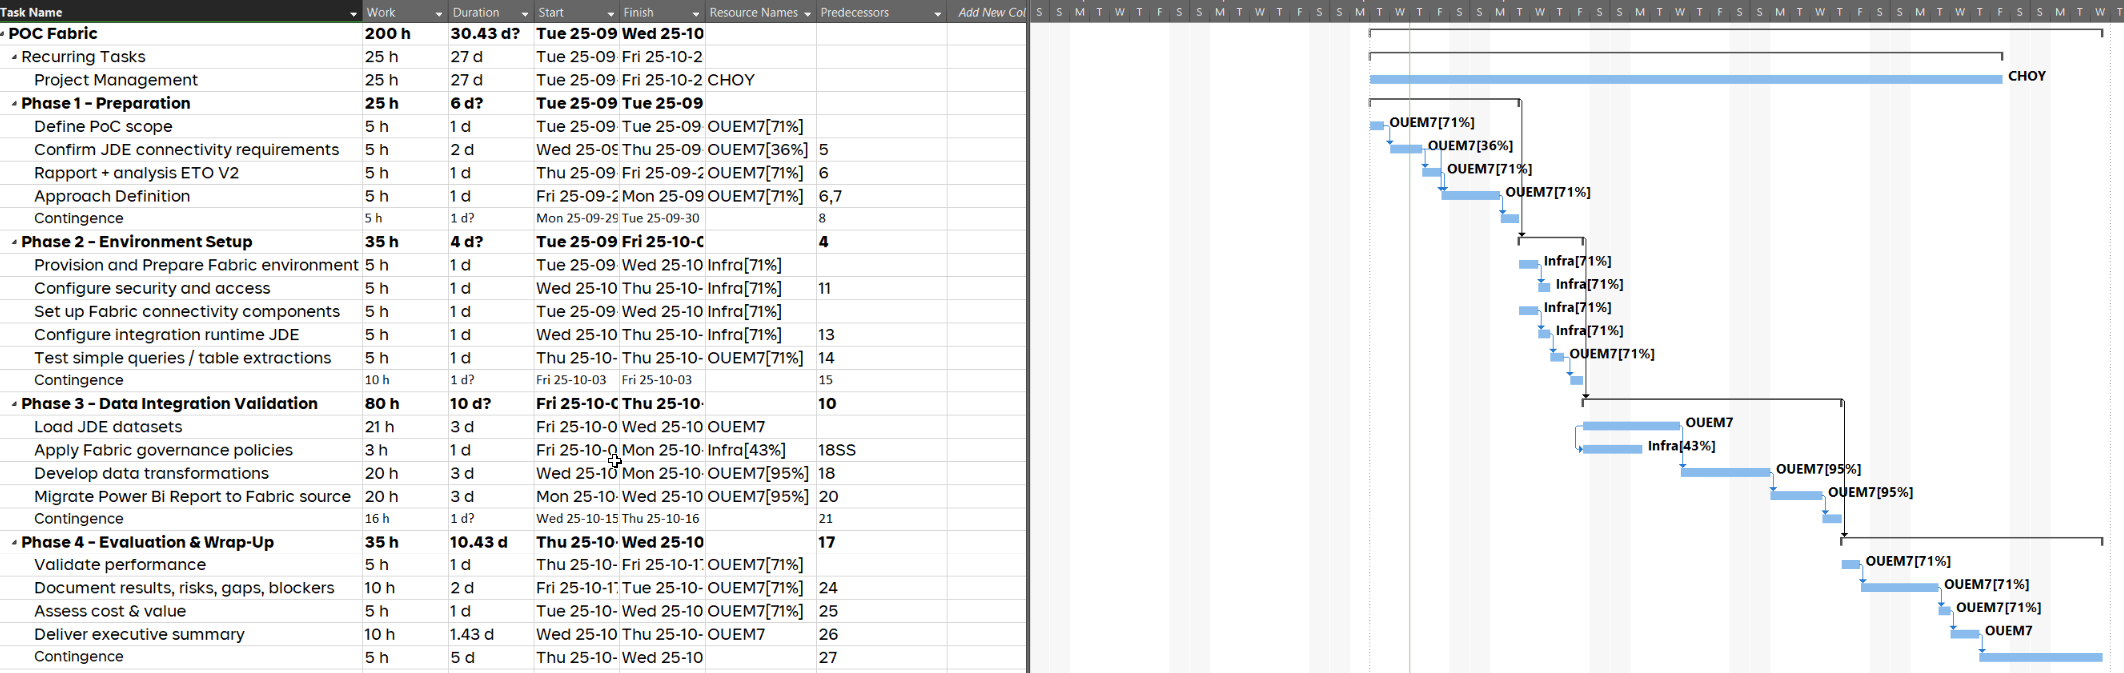 Task Name Work Duration Start Finish Resource Names Predecessors Add New Col S S M T W T F S S M T W T F S S M T W T F S S M T W T F S S M T W T F S S M T W T
POC Fabric 200 h 30.43 d? Tue 25-09 Wed 25-10
Recurring Tasks 25 h 27 d Tue 25-09- Fri 25-10-2
Project Management 25 h 27 d Tue 25-09- Fri 25-10-2 CHOY CHOY
Phase 1 - Preparation 25 h 6 d? Tue 25-09 Tue 25-09
Define PoC scope 5 h 1 d Tue 25-09- Tue 25-09- OUEM7[71%] OUEM7[71%]
Confirm JDE connectivity requirements 5 h 2 d Wed 25-09 Thu 25-09- OUEM7[36%] 5 OUEM7[36%]
Rapport + analysis ETO V2 5 h 1 d Thu 25-09- Fri 25-09-2 OUEM7[71%] 6 OUEM7[71%]
Approach Definition 5 h 1 d Fri 25-09-2 Mon 25-09 OUEM7[71%] 6,7 OUEM7[71%]
Contingence 5 h 1 d? Mon 25-09-29 Tue 25-09-30 8
Phase 2 - Environment Setup 35 h 4 d? Tue 25-09 Fri 25-10-0 4
Provision and Prepare Fabric environment 5 h 1 d Tue 25-09- Wed 25-10 Infra[71%] Infra[71%]
Configure security and access 5 h 1 d Wed 25-10 Thu 25-10- Infra[71%] 11 Infra[71%]
Set up Fabric connectivity components 5 h 1 d Tue 25-09- Wed 25-10 Infra[71%] Infra[71%]
Configure integration runtime JDE 5 h 1 d Wed 25-10 Thu 25-10- Infra[71%] 13 Infra[71%]
Test simple queries / table extractions 5 h 1 d Thu 25-10- Thu 25-10- OUEM7[71%] 14 OUEM7[71%]
Contingence 10 h 1 d? Fri 25-10-03 Fri 25-10-03 15
Phase 3 - Data Integration Validation 80 h 10 d? Fri 25-10-0 Thu 25-10- 10
Load JDE datasets 21 h 3 d Fri 25-10-0 Wed 25-10 OUEM7 OUEM7
Apply Fabric governance policies 3 h 1 d Fri 25-10-0 Mon 25-10- Infra[43%] 18SS Infra[43%]
Develop data transformations 20 h 3 d Wed 25-10 Mon 25-10- OUEM7[95%] 18 OUEM7[95%]
Migrate Power Bi Report to Fabric source 20 h 3 d Mon 25-10- Wed 25-10 OUEM7[95%] 20 OUEM7[95%]
Contingence 16 h 1 d? Wed 25-10-15 Thu 25-10-16 21
Phase 4 - Evaluation & Wrap-Up 35 h 10.43 d Thu 25-10- Wed 25-10 17
Validate performance 5 h 1 d Thu 25-10- Fri 25-10-17 OUEM7[71%] OUEM7[71%]
Document results, risks, gaps, blockers 10 h 2 d Fri 25-10-17 Tue 25-10- OUEM7[71%] 24 OUEM7[71%]
Assess cost & value 5 h 1 d Tue 25-10- Wed 25-10 OUEM7[71%] 25 OUEM7[71%]
Deliver executive summary 10 h 1.43 d Wed 25-10 Thu 25-10- OUEM7 26 OUEM7
Contingence 5 h 5 d Thu 25-10- Wed 25-10 27